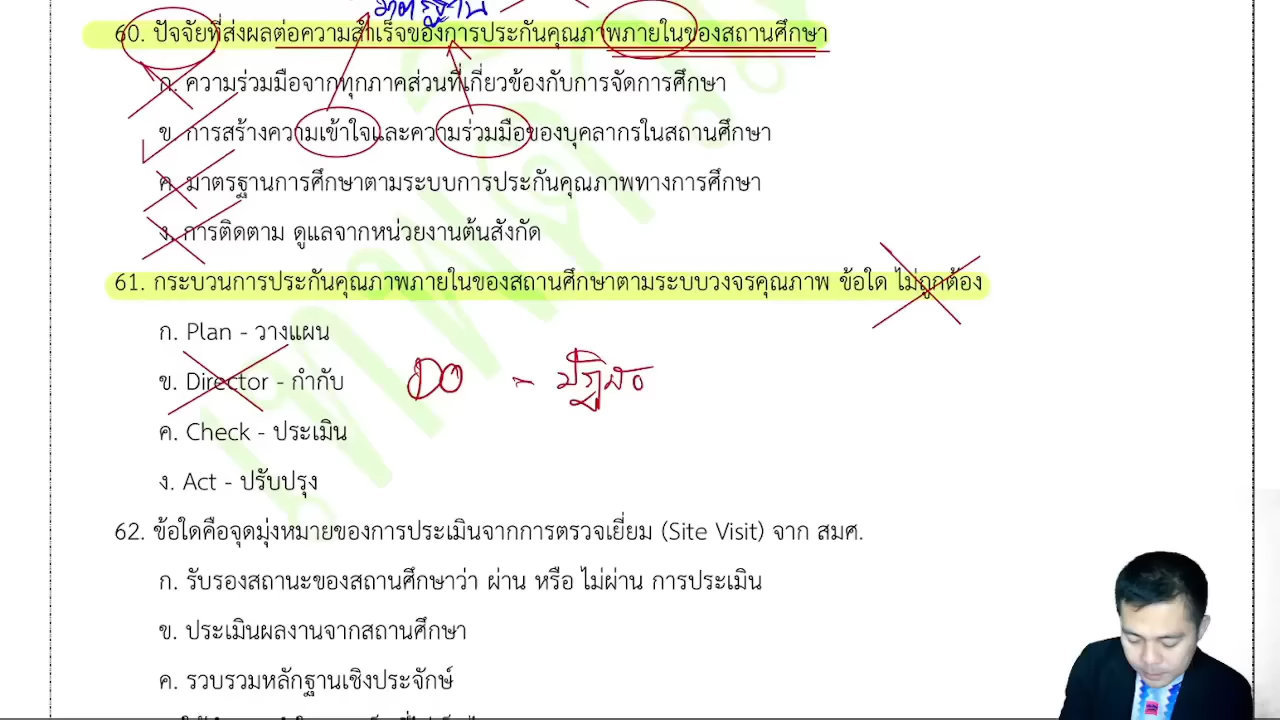 60. ปัจจัยที่ส่งผลต่อความสำเร็จของการประกันคุณภาพภายในของสถานศึกษา
ก. ความร่วมมือจากทุกภาคส่วนที่เกี่ยวข้องกับการจัดการศึกษา
ข. การสร้างความเข้าใจและความร่วมมือของบุคลากรในสถานศึกษา
ค. มาตรฐานการศึกษาตามระบบการประกันคุณภาพทางการศึกษา
ง. การติดตาม ดูแลจากหน่วยงานต้นสังกัด
61. กระบวนการประกันคุณภาพภายในของสถานศึกษาตามระบบวงจรคุณภาพ ข้อใด ไม่ถูกต้อง
ก. Plan - วางแผน
ข. Director - กำกับ DO -
ค. Check - ประเมิน
ง. Act - ปรับปรุง
62. ข้อใดคือจุดมุ่งหมายของการประเมินจากการตรวจเยี่ยม (Site Visit) จาก สมศ.
ก. รับรองสถานะของสถานศึกษาว่า ผ่าน หรือ ไม่ผ่าน การประเมิน
ข. ประเมินผลงานจากสถานศึกษา
ค. รวบรวมหลักฐานเชิงประจักษ์